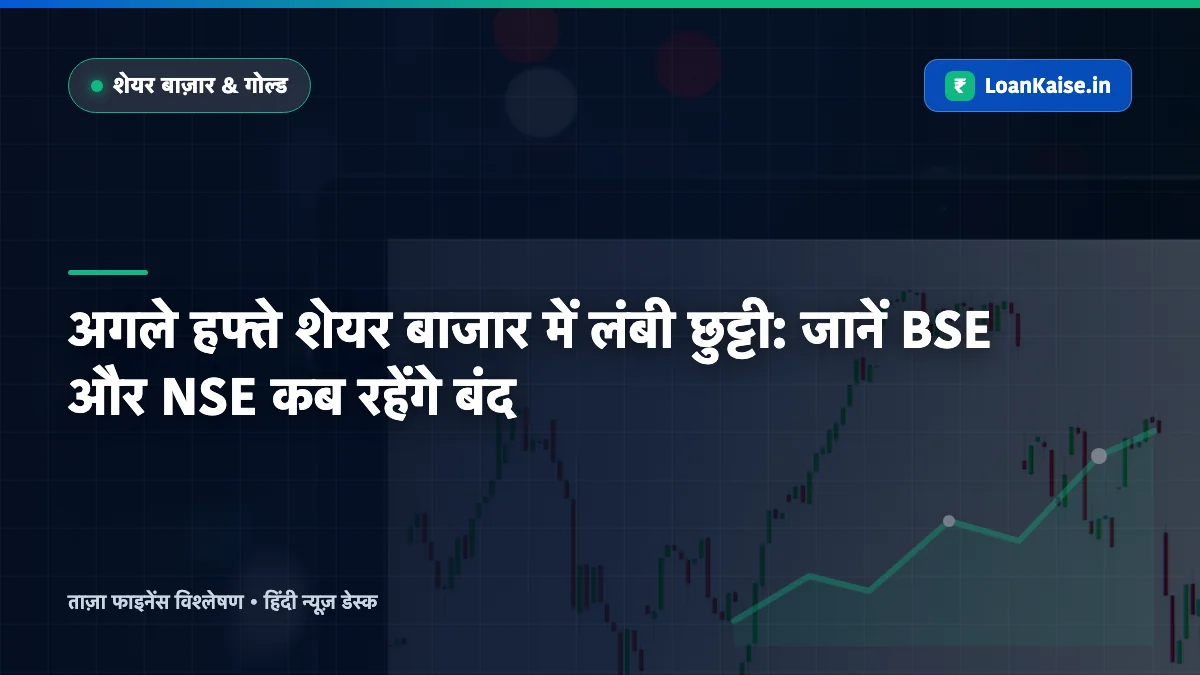 शेयर बाज़ार & गोल्ड
₹ LoanKaise.in
अगले हफ्ते शेयर बाजार में लंबी छुट्टी: जानें BSE
और NSE कब रहेंगे बंद
ताज़ा फाइनेंस विश्लेषण • हिंदी न्यूज़ डेस्क